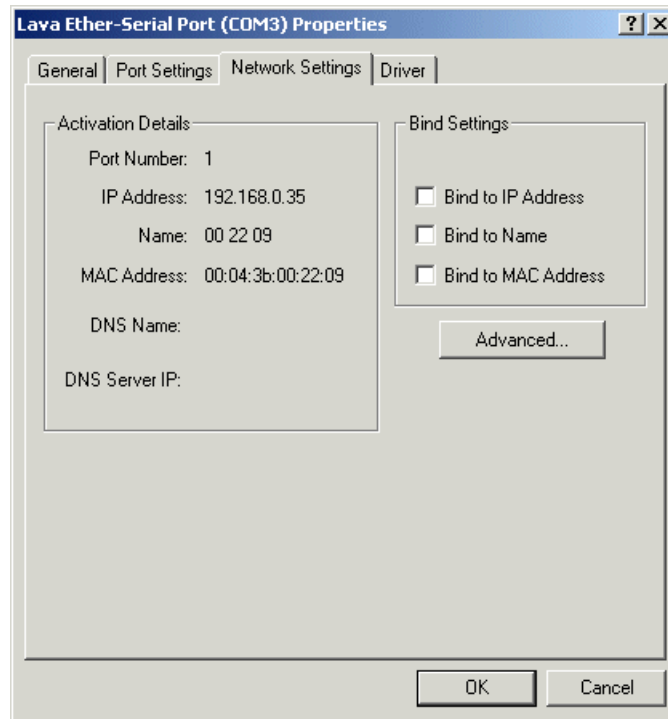 Lava Ether-Serial Port (COM3) Properties
General Port Settings Network Settings Driver
Activation Details
Port Number: 1
IP Address: 192.168.0.35
Name: 00 22 09
MAC Address: 00:04:3b:00:22:09
DNS Name:
DNS Server IP:
Bind Settings
Bind to IP Address
Bind to Name
Bind to MAC Address
Advanced...
OK Cancel